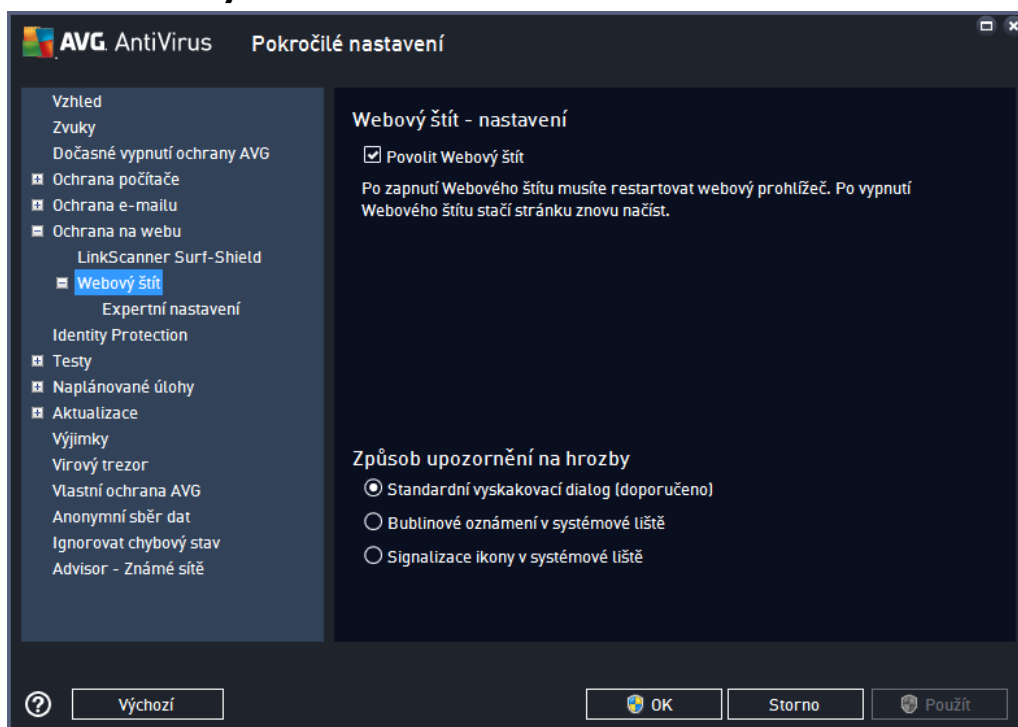 AVG. AntiVirus Pokročilé nastavení
Vzhled
Zvuky
Dočasné vypnutí ochrany AVG
Ochrana počítače
Ochrana e-mailu
Ochrana na webu
LinkScanner Surf-Shield
Webový štít
Expertní nastavení
Identity Protection
Testy
Naplánované úlohy
Aktualizace
Výjimky
Virový trezor
Vlastní ochrana AVG
Anonymní sběr dat
Ignorovat chybový stav
Advisor - Známé sítě
Webový štít - nastavení
Povolit Webový štít
Po zapnutí Webového štítu musíte restartovat webový prohlížeč. Po vypnutí
Webového štítu stačí stránku znovu načíst.
Způsob upozornění na hrozby
Standardní vyskakovací dialog (doporučeno)
Bublinové oznámení v systémové liště
Signalizace ikony v systémové liště
? Výchozí OK Storno Použít